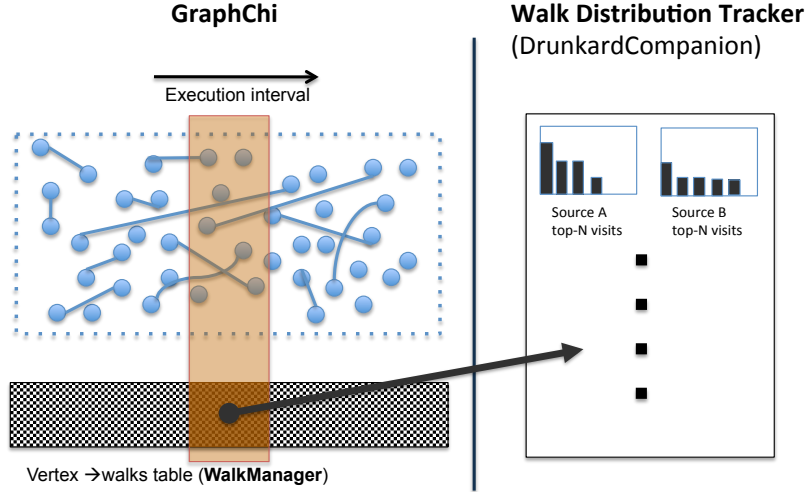 GraphChi
Walk Distribution Tracker
(DrunkardCompanion)
Execution interval
Source A
top-N visits
Source B
top-N visits
Vertex →walks table (WalkManager)